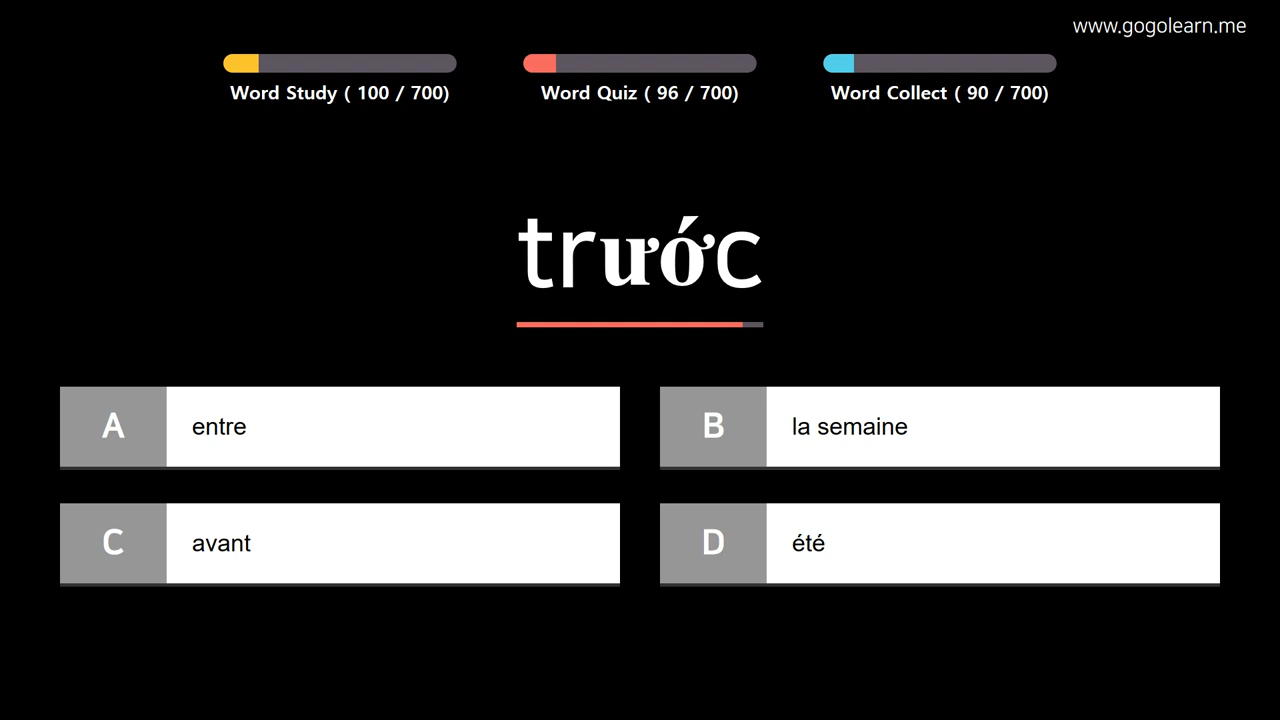 www.gogolearn.me
Word Study ( 100 / 700)
Word Quiz ( 96 / 700)
Word Collect ( 90 / 700)
trước
A entre
B la semaine
C avant
D été